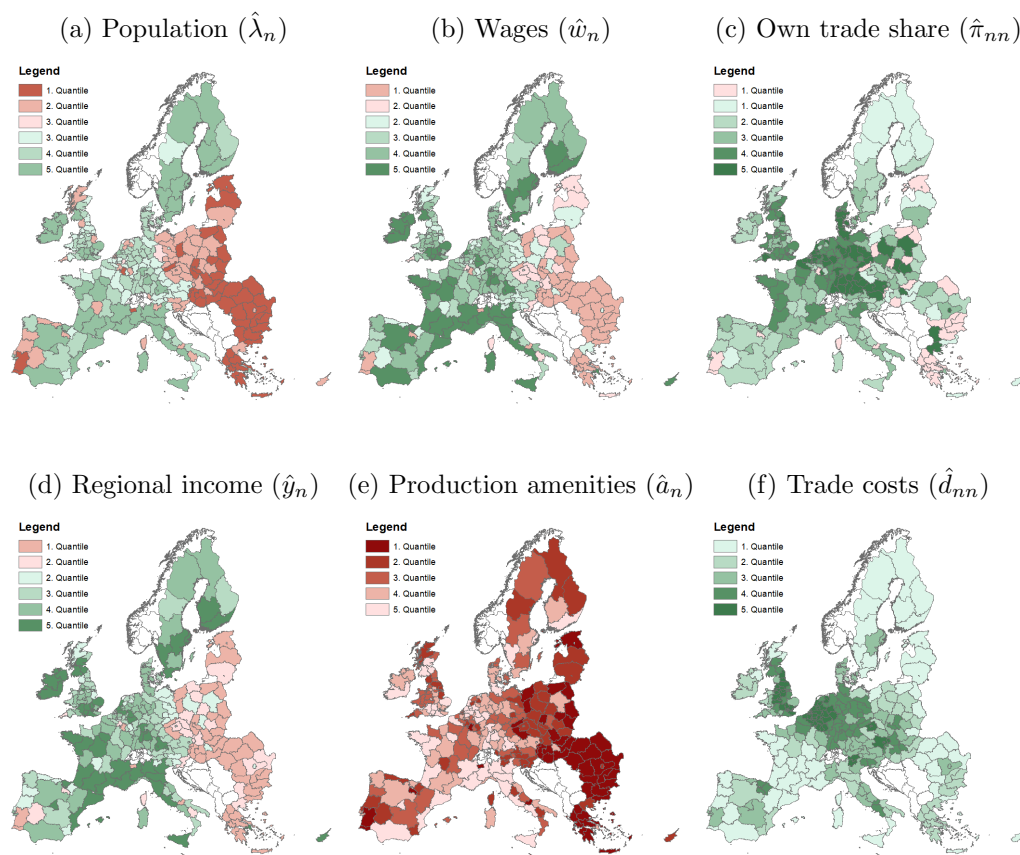 (a) Population (λ̂ₙ)
Legend
1. Quantile
2. Quantile
3. Quantile
3. Quantile
4. Quantile
5. Quantile
(b) Wages (ŵₙ)
Legend
1. Quantile
2. Quantile
2. Quantile
3. Quantile
4. Quantile
5. Quantile
(c) Own trade share (π̂ₙₙ)
Legend
1. Quantile
1. Quantile
2. Quantile
3. Quantile
4. Quantile
5. Quantile
(d) Regional income (ŷₙ)
Legend
1. Quantile
2. Quantile
2. Quantile
3. Quantile
4. Quantile
5. Quantile
(e) Production amenities (âₙ)
Legend
1. Quantile
2. Quantile
3. Quantile
4. Quantile
5. Quantile
(f) Trade costs (d̂ₙₙ)
Legend
1. Quantile
2. Quantile
3. Quantile
4. Quantile
5. Quantile